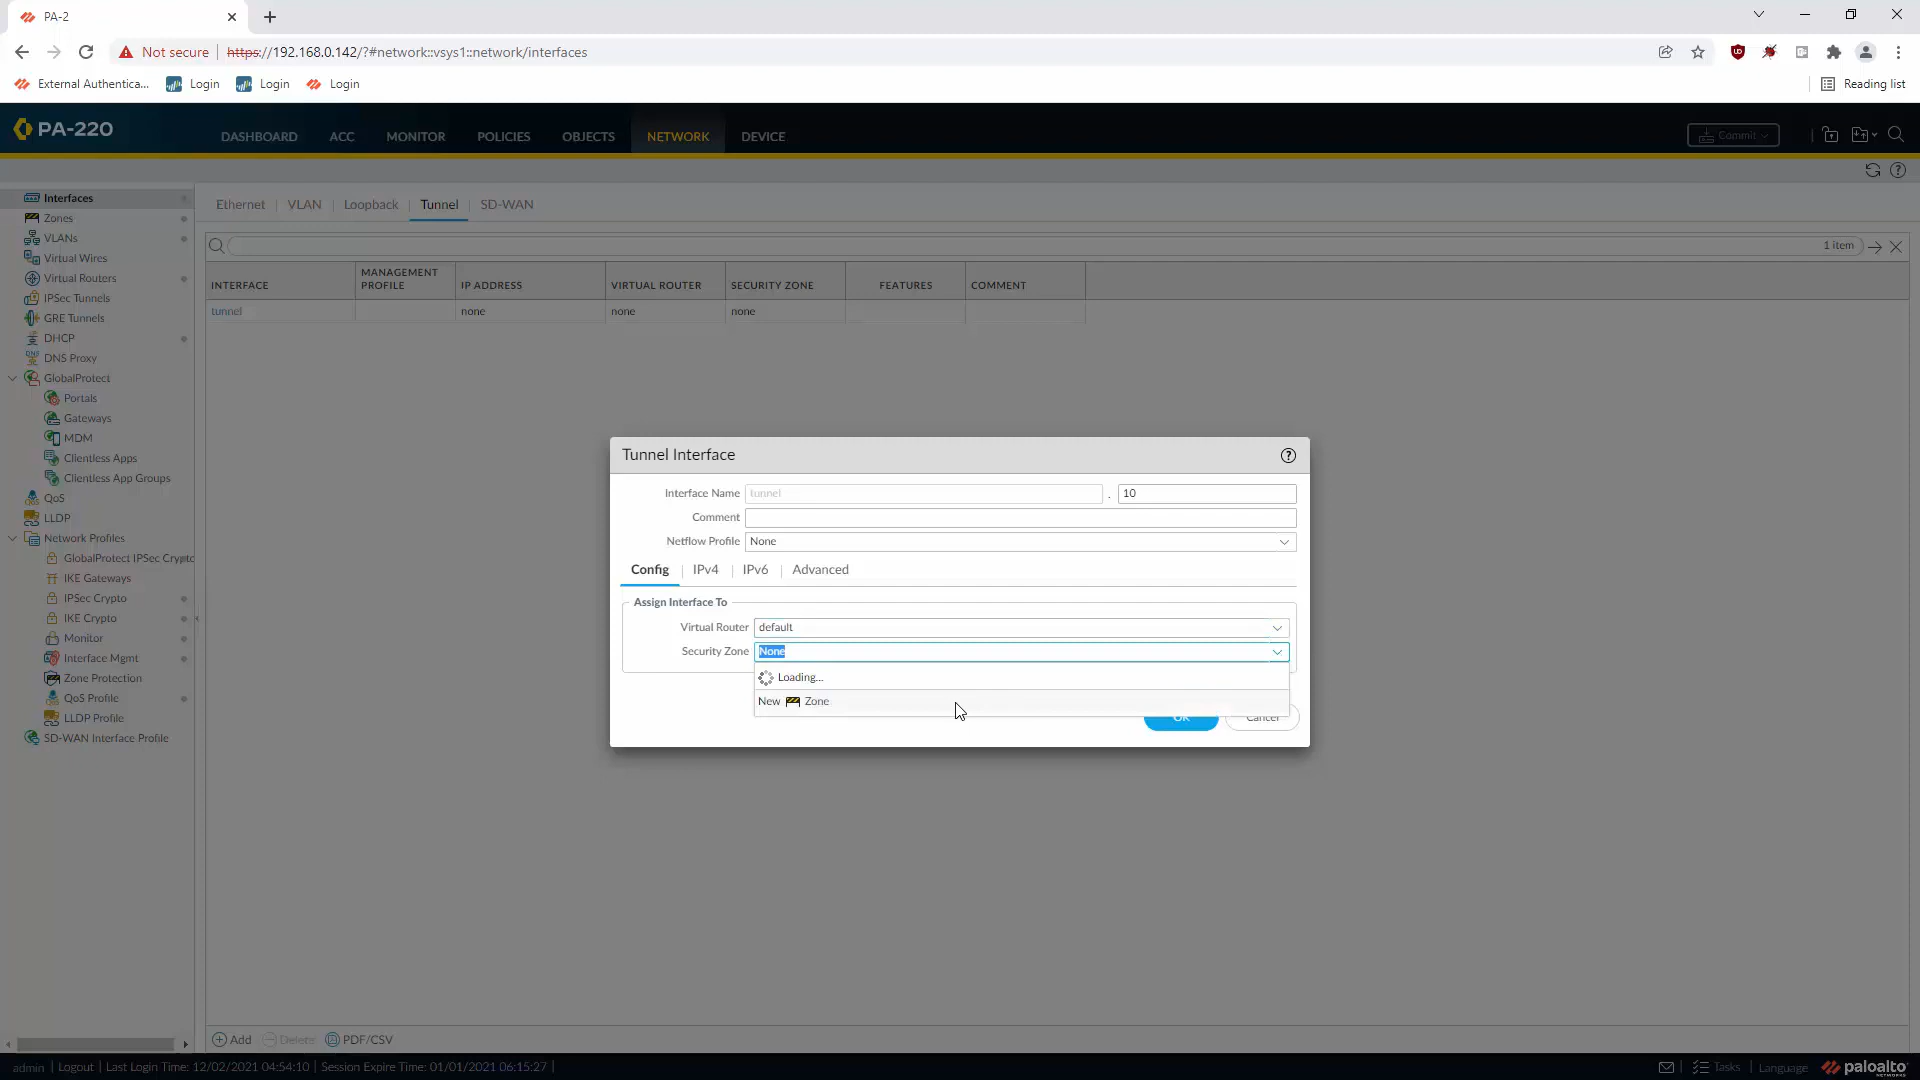 PA-2
Not secure https://192.168.0.142/?#network::vsys1::network/interfaces
External Authentica... Login Login Login Reading list
PA-220 DASHBOARD ACC MONITOR POLICIES OBJECTS NETWORK DEVICE Commit
Interfaces
Zones
VLANs
Virtual Wires
Virtual Routers
IPSec Tunnels
GRE Tunnels
DHCP
DNS Proxy
GlobalProtect
Portals
Gateways
MDM
Clientless Apps
Clientless App Groups
QoS
LLDP
Network Profiles
GlobalProtect IPSec Crypto
IKE Gateways
IPSec Crypto
IKE Crypto
Monitor
Interface Mgmt
Zone Protection
QoS Profile
LLDP Profile
SD-WAN Interface Profile
Ethernet VLAN Loopback Tunnel SD-WAN
1 item
INTERFACE MANAGEMENT PROFILE IP ADDRESS VIRTUAL ROUTER SECURITY ZONE FEATURES COMMENT
tunnel none none none
Tunnel Interface
Interface Name tunnel . 10
Comment
Netflow Profile None
Config IPv4 IPv6 Advanced
Assign Interface To
Virtual Router default
Security Zone None
Loading...
New Zone
OK Cancel
Add Delete PDF/CSV
admin | Logout | Last Login Time: 12/02/2021 04:54:10 | Session Expire Time: 01/01/2021 06:15:27 |
Tasks | Language paloalto NETWORKS